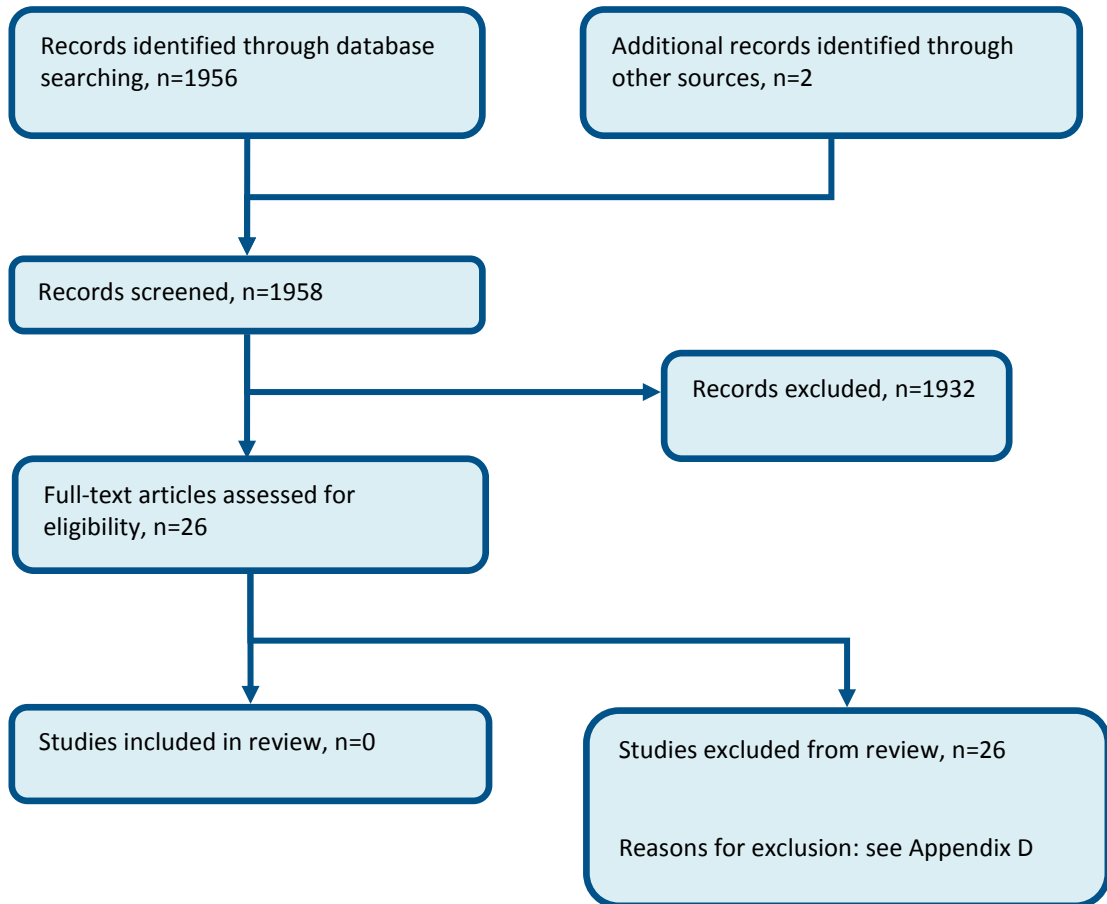 Records identified through database
searching, n=1956
Additional records identified through
other sources, n=2
Records screened, n=1958
Records excluded, n=1932
Full-text articles assessed for
eligibility, n=26
Studies included in review, n=0
Studies excluded from review, n=26
Reasons for exclusion: see Appendix D